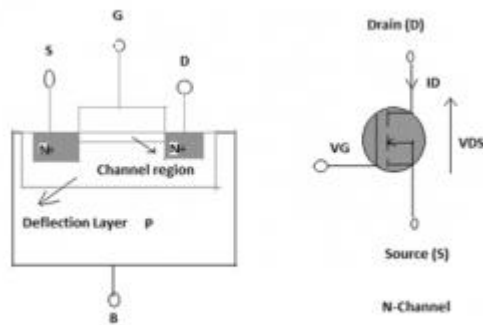 G
S
D
N+
N+
Channel region
Deflection Layer P
B
Drain (D)
ID
VG
VDS
Source (S)
N-Channel